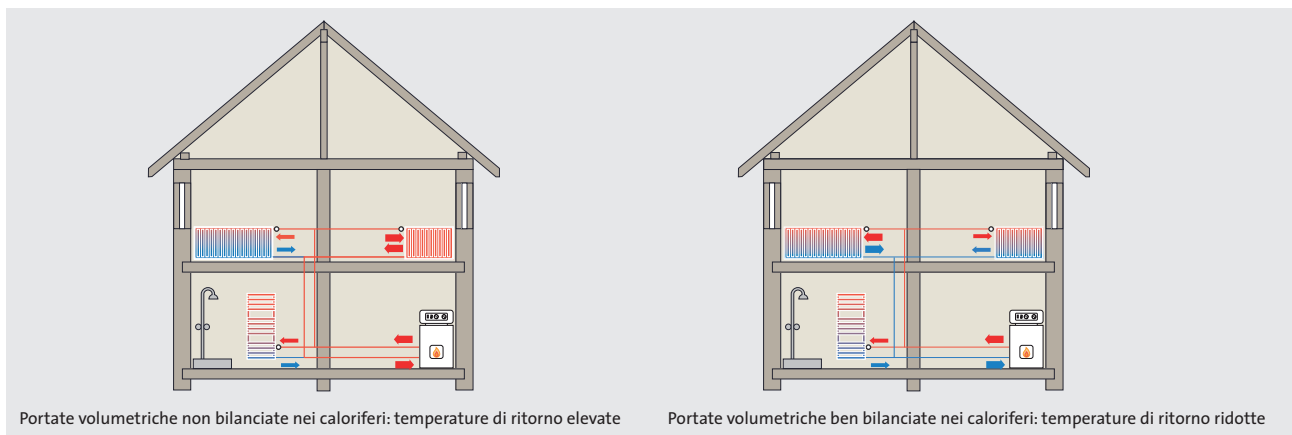 Portate volumetriche non bilanciate nei caloriferi: temperature di ritorno elevate
Portate volumetriche ben bilanciate nei caloriferi: temperature di ritorno ridotte